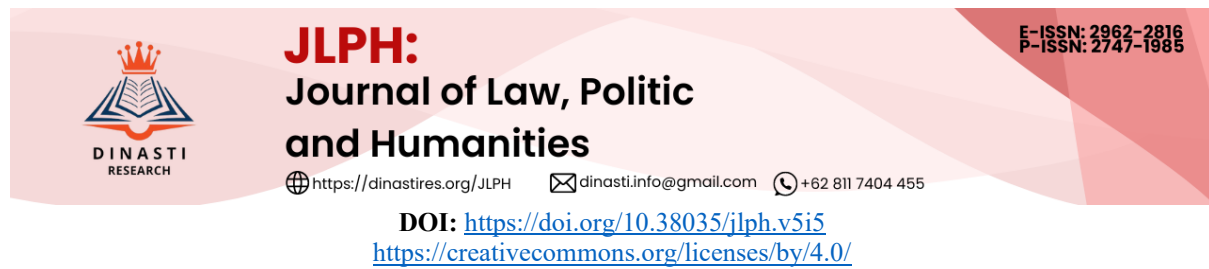 E-ISSN: 2962-2816
P-ISSN: 2747-1985
JLPH:
Journal of Law, Politic
and Humanities
DINASTI
RESEARCH
https://dinastires.org/JLPH dinasti.info@gmail.com +62 811 7404 455
DOI: https://doi.org/10.38035/jlph.v5i5
https://creativecommons.org/licenses/by/4.0/